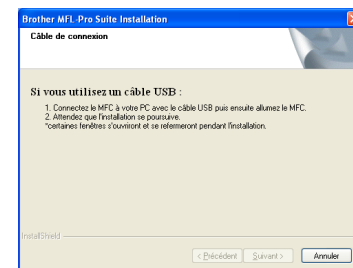 Brother MFL-Pro Suite Installation
Câble de connexion
Si vous utilisez un câble USB :
1. Connectez le MFC à votre PC avec le câble USB puis ensuite allumez le MFC.
2. Attendez que l'installation se poursuive.
*certaines fenêtres s'ouvriront et se refermeront pendant l'installation.
InstallShield
< Précédent Suivant > Annuler